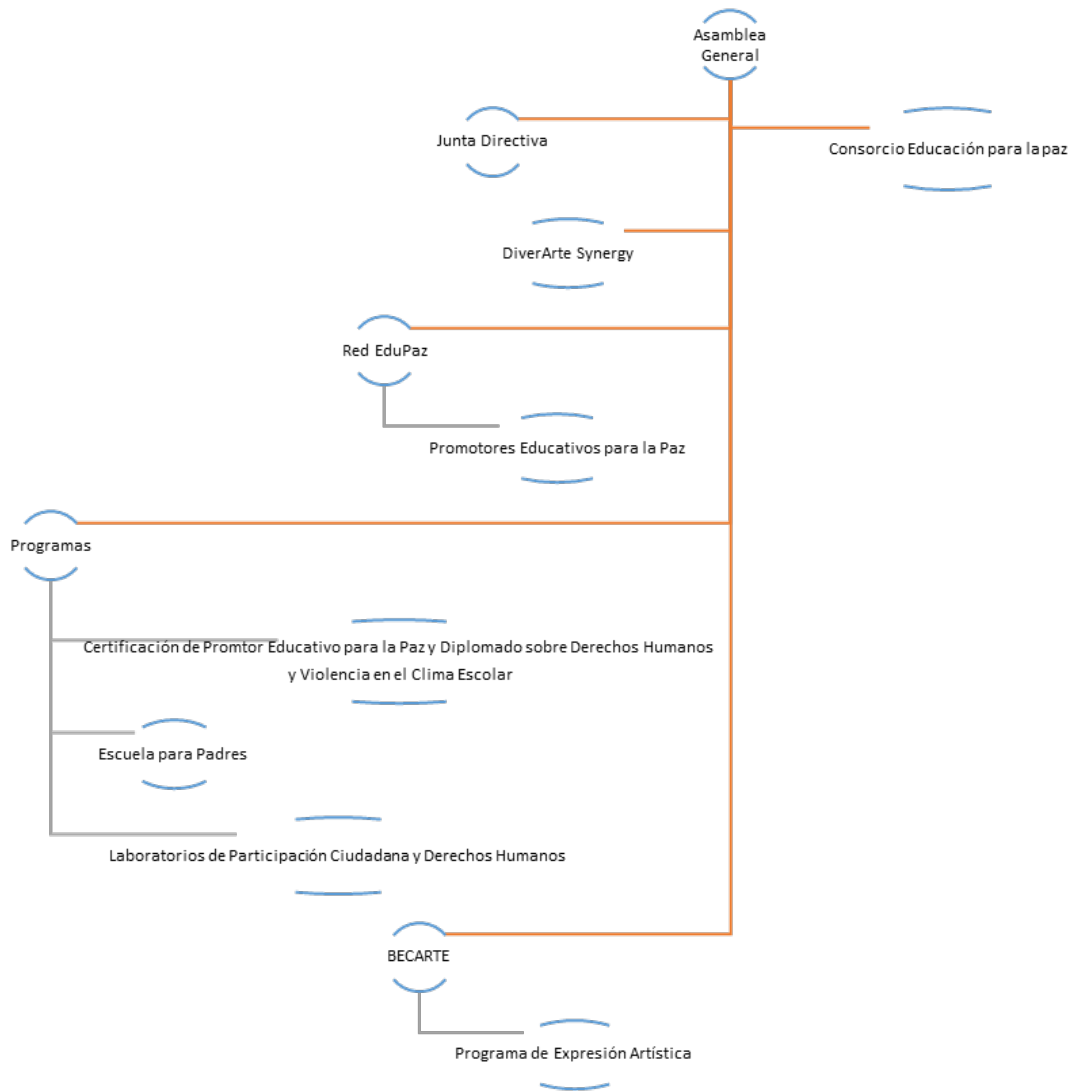 Asamblea
General
Junta Directiva
Consorcio Educación para la paz
DiverArte Synergy
Red EduPaz
Promotores Educativos para la Paz
Programas
Certificación de Promtor Educativo para la Paz y Diplomado sobre Derechos Humanos
y Violencia en el Clima Escolar
Escuela para Padres
Laboratorios de Participación Ciudadana y Derechos Humanos
BECARTE
Programa de Expresión Artística